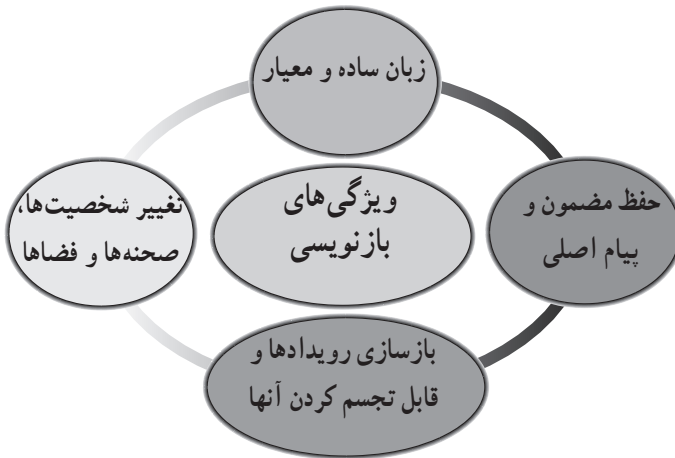 زبان ساده و معیار
حفظ مضمون و
پیام اصلی
ویژگی‌های
بازنویسی
تغییر شخصیت‌ها،
صحنه‌ها و فضاها
بازسازی رویدادها و
قابل تجسم کردن آنها